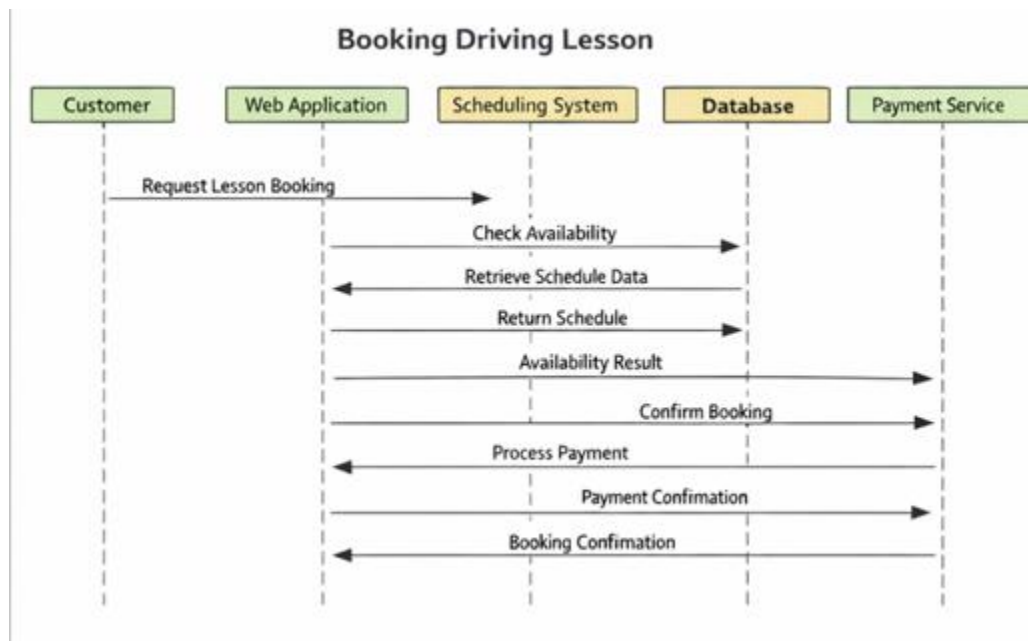 Booking Driving Lesson
Customer
Web Application
Scheduling System
Database
Payment Service
Request Lesson Booking
Check Availability
Retrieve Schedule Data
Return Schedule
Availability Result
Confirm Booking
Process Payment
Payment Confimation
Booking Confimation